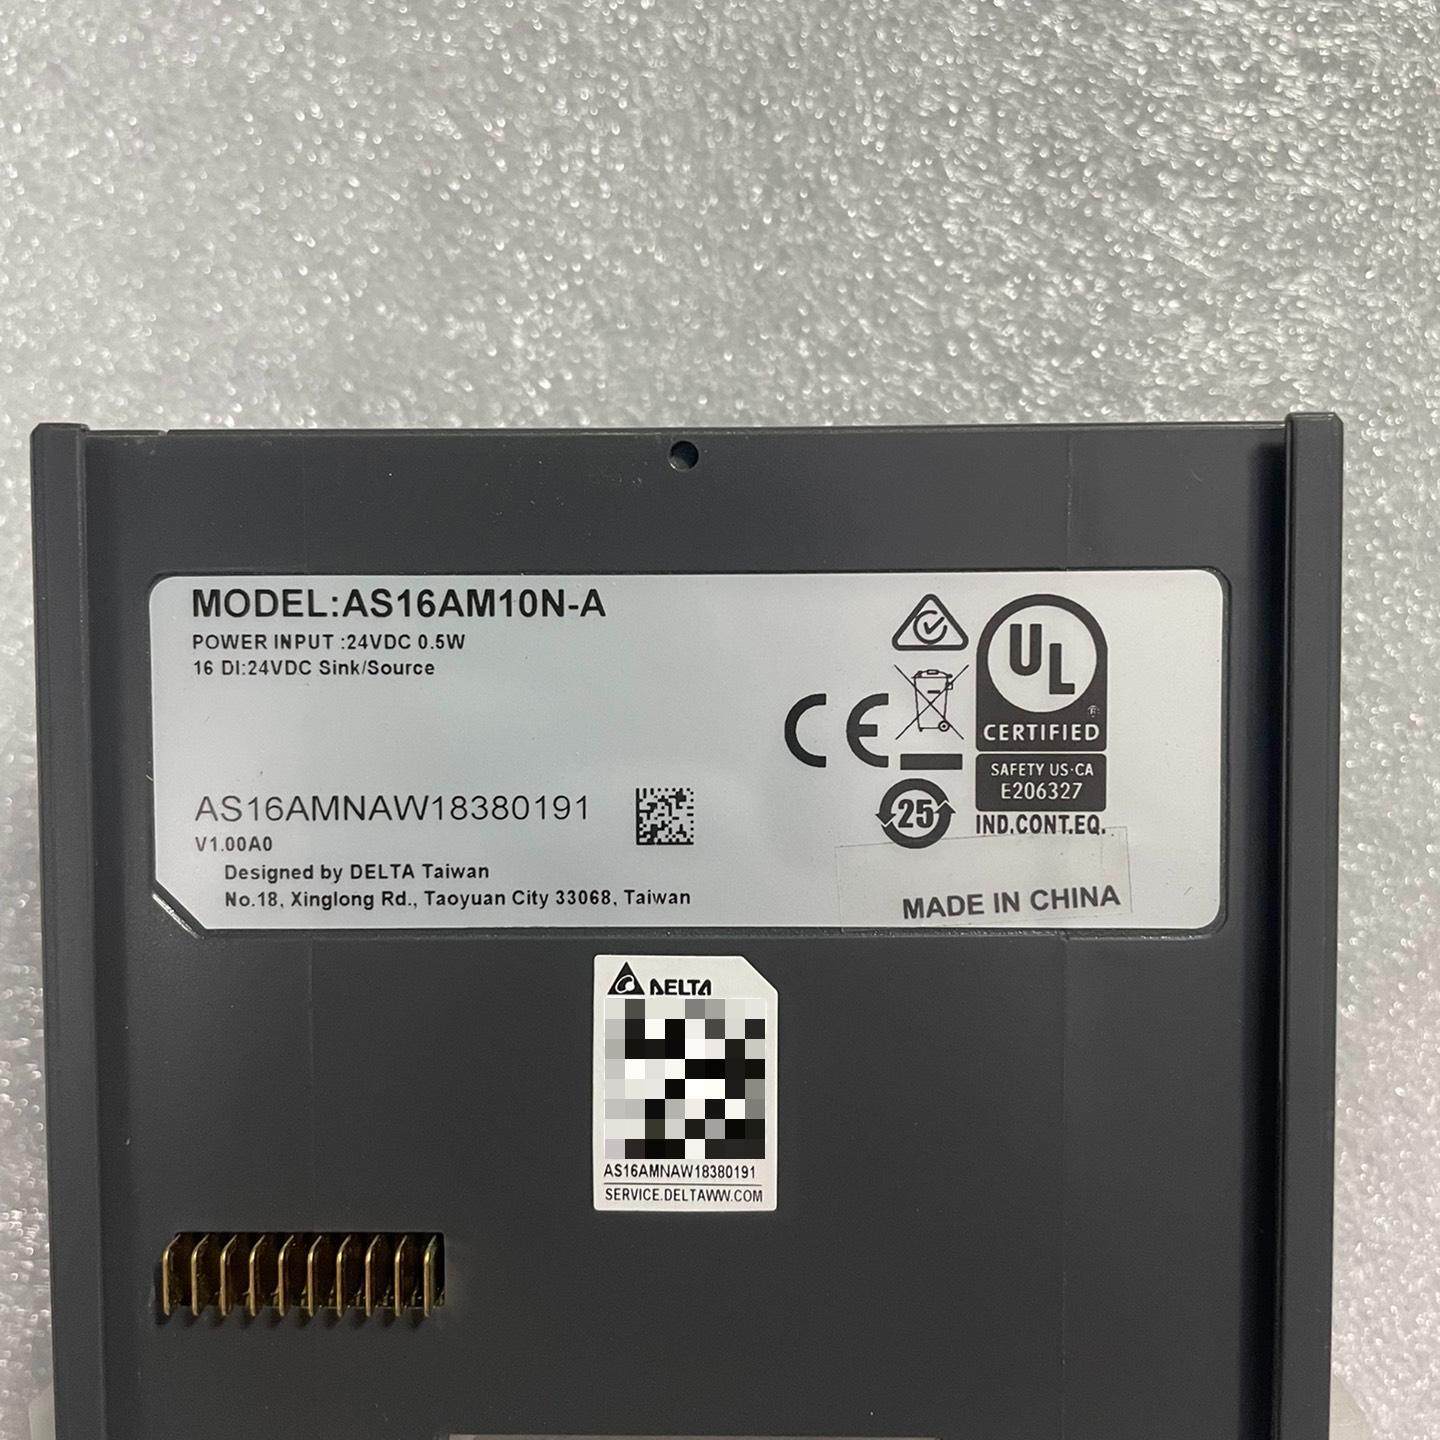 MODEL:AS16AM10N-A
POWER INPUT :24VDC 0.5W
16 DI:24VDC Sink/Source
UL
®
CERTIFIED
SAFETY US-CA
E206327
IND.CONT.EQ.
CE
25
AS16AMNAW18380191
V1.00A0
Designed by DELTA Taiwan
No.18, Xinglong Rd., Taoyuan City 33068, Taiwan
MADE IN CHINA
DELTA
AS16AMNAW18380191
SERVICE.DELTAWW.COM